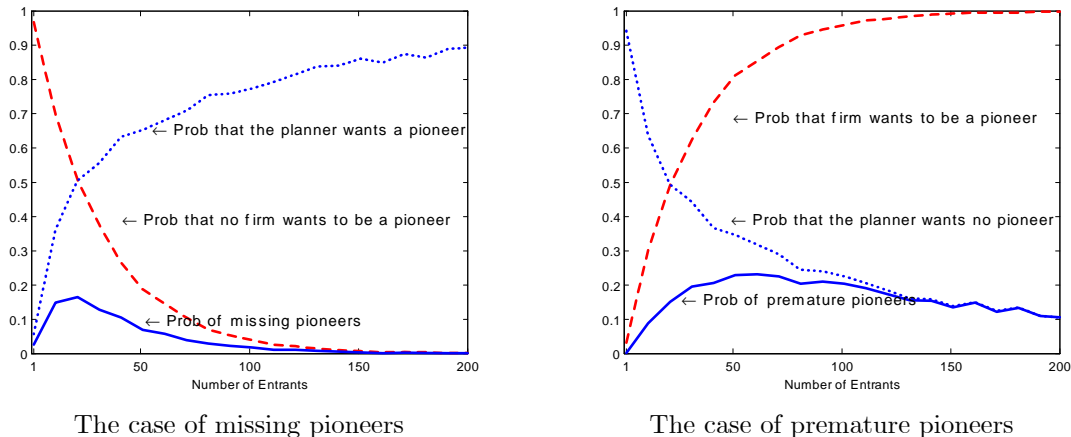 1
0.9
0.8
0.7
0.6
0.5
0.4
0.3
0.2
0.1
0
← Prob that the planner wants a pioneer
← Prob that no firm wants to be a pioneer
← Prob of missing pioneers
1 50 100 150 200
Number of Entrants
The case of missing pioneers
1
0.9
0.8
0.7
0.6
0.5
0.4
0.3
0.2
0.1
0
← Prob that firm wants to be a pioneer
← Prob that the planner wants no pioneer
← Prob of premature pioneers
1 50 100 150 200
Number of Entrants
The case of premature pioneers